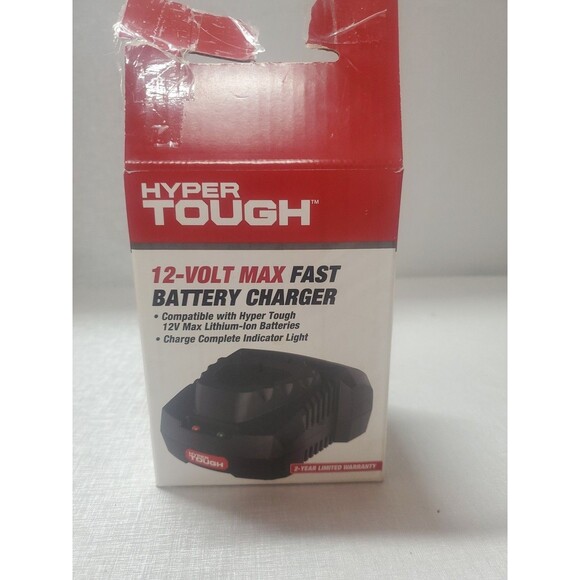 HYPER
TOUGH™
12-VOLT MAX FAST
BATTERY CHARGER
• Compatible with Hyper Tough
12V Max Lithium-Ion Batteries
• Charge Complete Indicator Light
HYPER
TOUGH
2-YEAR LIMITED WARRANTY